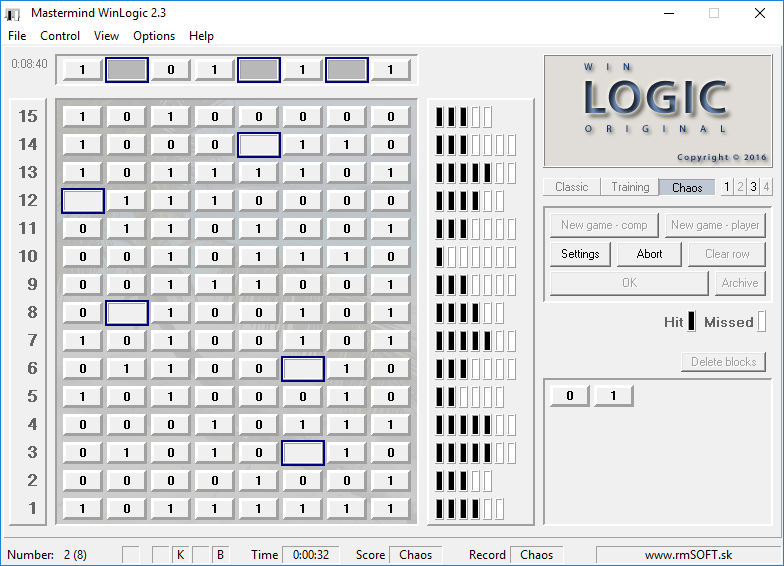 Mastermind WinLogic 2.3
File Control View Options Help
0:08:40
1 0 1 1 1
WIN
LOGIC
ORIGINAL
Copyright © 2016
15 1 0 1 0 0 0 0 0
14 1 0 0 0 1 1 0
13 1 0 1 1 1 1 0 1
12 1 1 1 0 1 0 1
11 0 1 1 0 0 0 1 1
10 0 1 1 0 0 1 0 0
9 0 1 1 1 0 0 0 1
8 0 1 0 0 1 0 1
7 1 0 1 0 0 1 0 1
6 0 1 1 0 1 0
5 1 0 1 0 0 0 1 0
4 0 0 0 1 0 1 1 1
3 0 1 0 1 0 1 0
2 0 0 0 0 1 0 0 1
1 1 0 1 0 1 1 1 1
Classic Training Chaos 1 2 3 4
New game - comp New game - player
Settings Abort Clear row
OK Archive
Hit Missed
Delete blocks
0 1
Number: 2 (8) K B Time 0:00:32 Score Chaos Record Chaos www.rmSOFT.sk